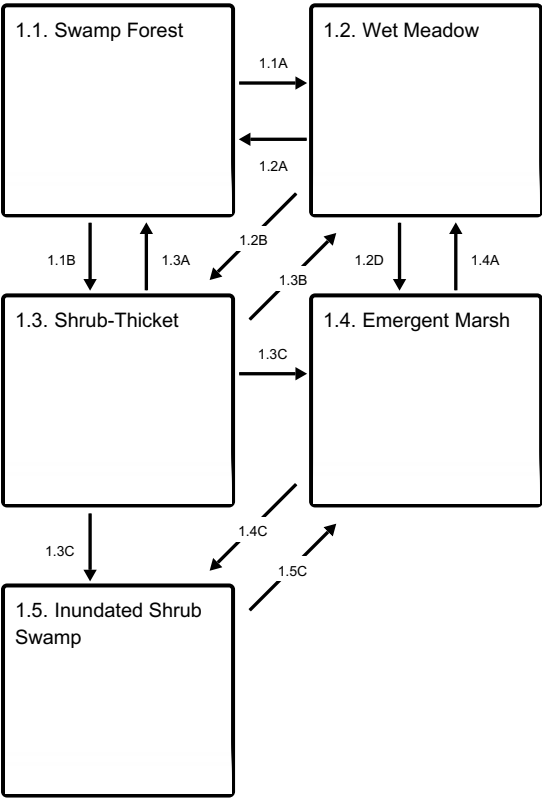 1.1. Swamp Forest
1.2. Wet Meadow
1.1A
1.2A
1.2B
1.1B
1.3A
1.3B
1.2D
1.4A
1.3. Shrub-Thicket
1.4. Emergent Marsh
1.3C
1.4C
1.3C
1.5C
1.5. Inundated Shrub
Swamp